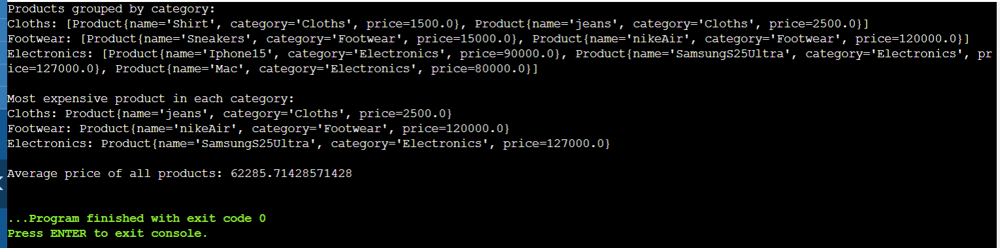 Products grouped by category:
Cloths: [Product{name='Shirt', category='Cloths', price=1500.0}, Product{name='jeans', category='Cloths', price=2500.0}]
Footwear: [Product{name='Sneakers', category='Footwear', price=15000.0}, Product{name='nikeAir', category='Footwear', price=120000.0}]
Electronics: [Product{name='Iphone15', category='Electronics', price=90000.0}, Product{name='SamsungS25Ultra', category='Electronics', pr
ice=127000.0}, Product{name='Mac', category='Electronics', price=80000.0}]
Most expensive product in each category:
Cloths: Product{name='jeans', category='Cloths', price=2500.0}
Footwear: Product{name='nikeAir', category='Footwear', price=120000.0}
Electronics: Product{name='SamsungS25Ultra', category='Electronics', price=127000.0}
Average price of all products: 62285.71428571428
...Program finished with exit code 0
Press ENTER to exit console.